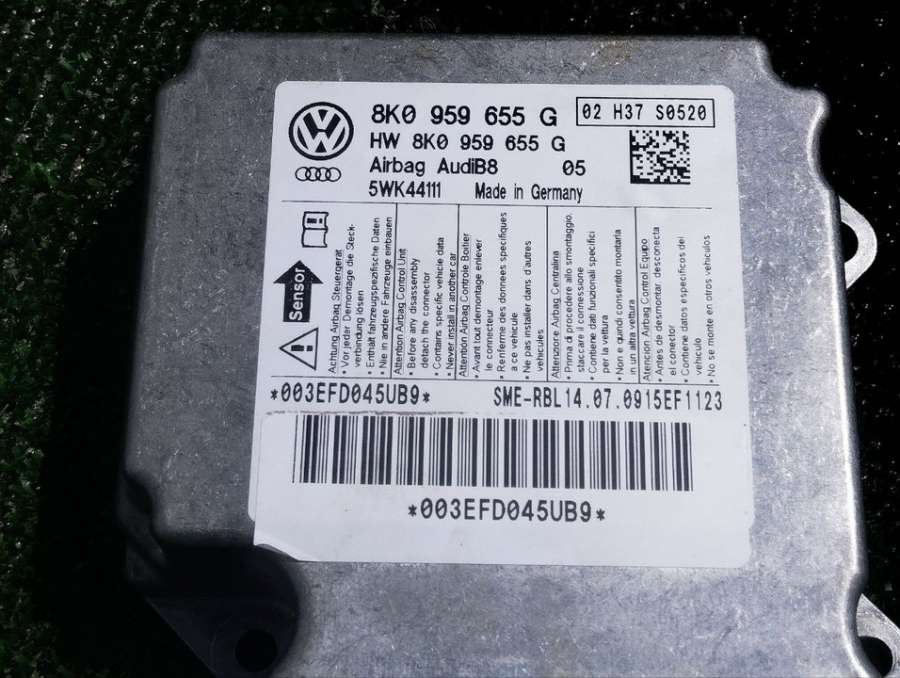 8K0 959 655 G
02 H37 S0520
HW 8K0 959 655 G
Airbag AudiB8 05
5WK44111 Made in Germany
Sensor
Achtung Airbag Steuergerät
• Vor jeder Demontage die Steck-
verbindung lösen
• Enthält fahrzeugspezifische Daten
• Nie in andere Fahrzeuge einbauen
Attention Airbag Control Unit
• Before any disassembly
detach the connector
• Contains specific vehicle data
• Never install in another car
Attention Airbag Controle Boitier
• Avant tout demontage enlever
le connecteur
• Renferme des donnees specifiques
a ce vehicule
• Ne pas installer dans d'autres
vehicules
Attenzione Airbag Centralina
• Prima di procedere allo smontaggio,
staccare il connessione
• Contiene dati funzionali specifici
per la vettura
• Non e quindi consentito montarla
in un altra vettura
Atención Airbag Control Equipo
• Antes de desmontar desconecta
el conector
• Contiene datos específicos del
vehículo
• No se monte en otros vehículos
*003EFD045UB9*
SME-RBL14.07.0915EF1123
*003EFD045UB9*